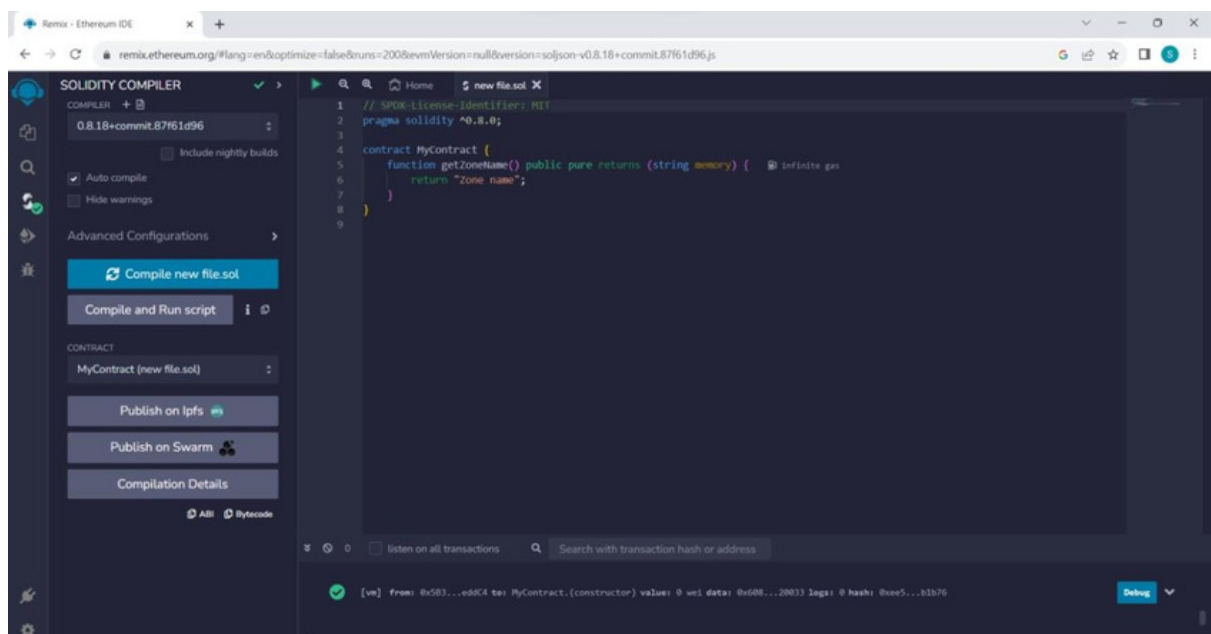 Remix - Ethereum IDE
remix.ethereum.org/#lang=en&optimize=false&runs=200&evmVersion=null&version=soljson-v0.8.18+commit.87f61d96.js
G
S
SOLIDITY COMPILER
COMPILER +
0.8.18+commit.87f61d96
Include nightly builds
Auto compile
Hide warnings
Advanced Configurations
Compile new file.sol
Compile and Run script
i
CONTRACT
MyContract (new file.sol)
Publish on Ipfs
Publish on Swarm
Compilation Details
ABI Bytecode
Home
new file.sol X
1 // SPDX-License-Identifier: MIT
2 pragma solidity ^0.8.0;
3
4 contract MyContract {
5 function getZoneName() public pure returns (string memory) { infinite gas
6 return "Zone name";
7 }
8 }
9
0 listen on all transactions Search with transaction hash or address
[vm] from: 0x5B3...eddC4 to: MyContract.(constructor) value: 0 wei data: 0x608...20033 logs: 0 hash: 0xee5...b1b76
Debug